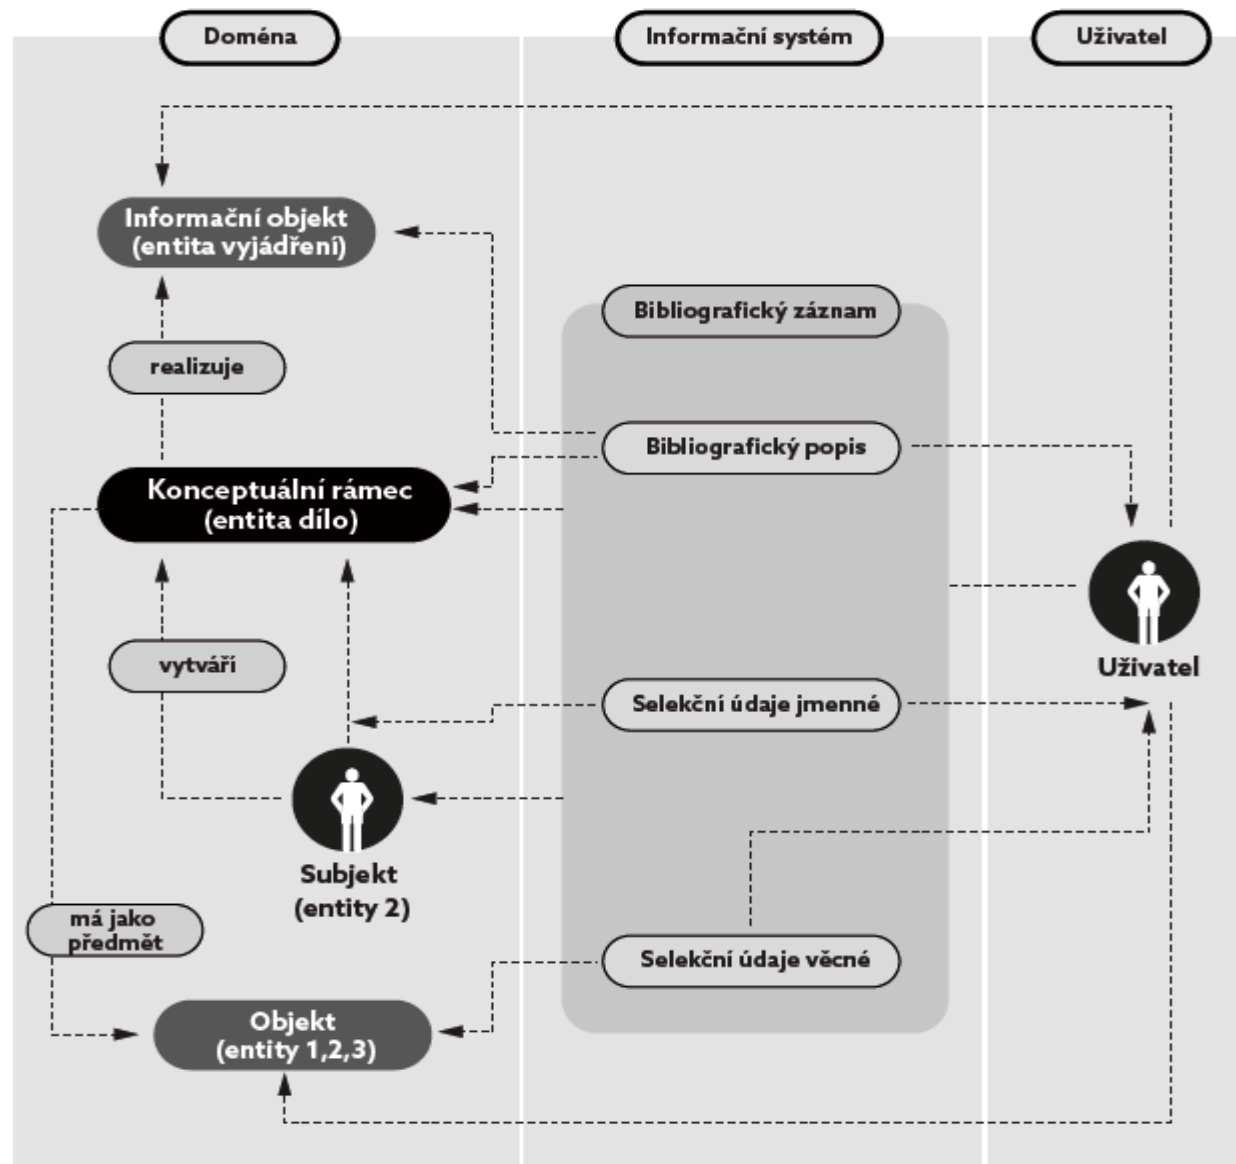 Doména
Informační systém
Uživatel
Informační objekt
(entita vyjádření)
Bibliografický záznam
realizuje
Bibliografický popis
Konceptuální rámec
(entita dílo)
vytváří
Uživatel
Selekční údaje jmenné
Subjekt
(entity 2)
má jako
předmět
Selekční údaje věcné
Objekt
(entity 1,2,3)